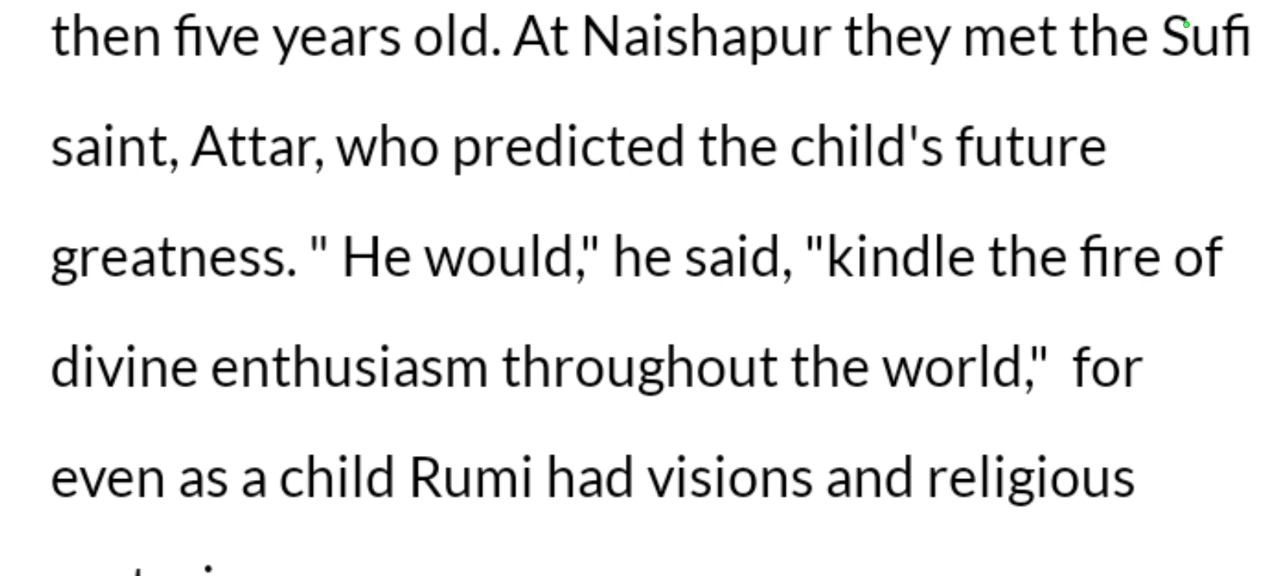 then five years old. At Naishapur they met the Sufi
saint, Attar, who predicted the child's future
greatness. " He would," he said, "kindle the fire of
divine enthusiasm throughout the world,"  for
even as a child Rumi had visions and religious